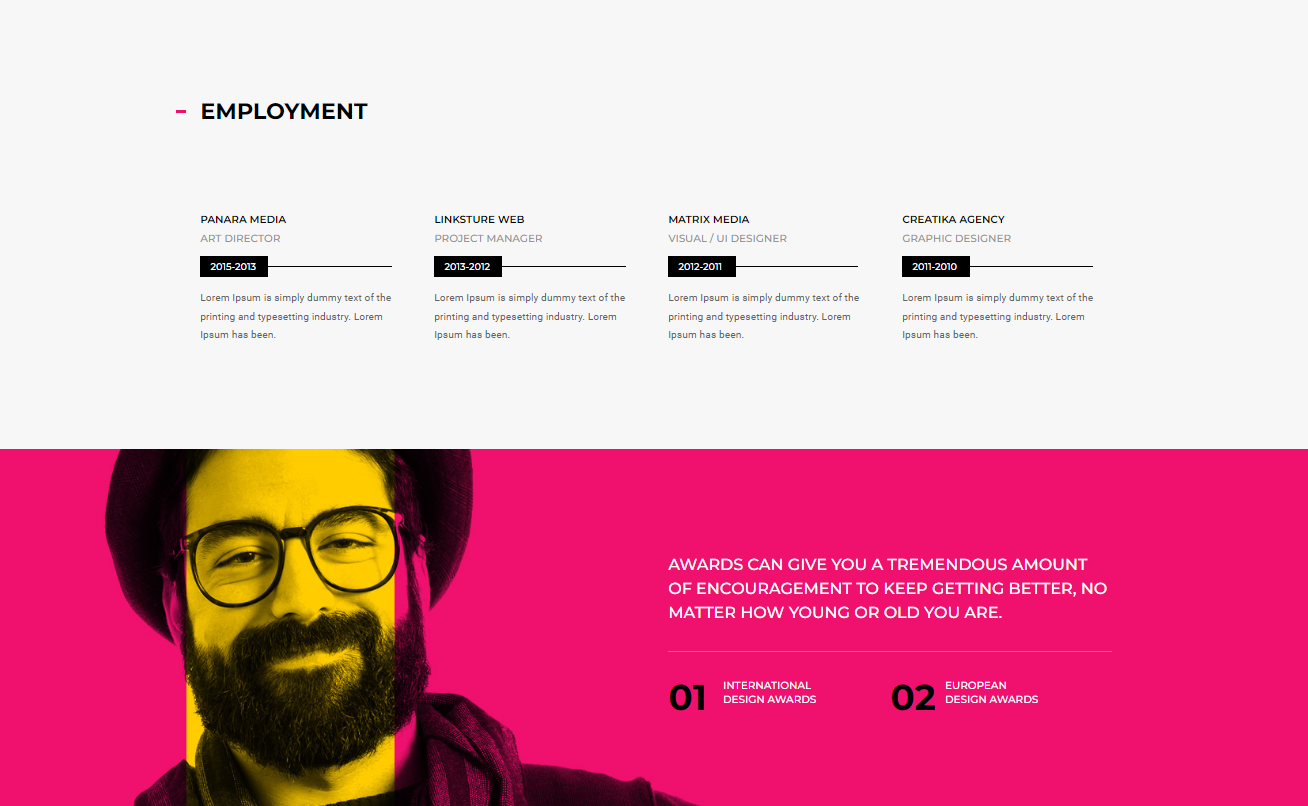 EMPLOYMENT
PANARA MEDIA
ART DIRECTOR
2015-2013
Lorem Ipsum is simply dummy text of the
printing and typesetting industry. Lorem
Ipsum has been.
LINKSTURE WEB
PROJECT MANAGER
2013-2012
Lorem Ipsum is simply dummy text of the
printing and typesetting industry. Lorem
Ipsum has been.
MATRIX MEDIA
VISUAL / UI DESIGNER
2012-2011
Lorem Ipsum is simply dummy text of the
printing and typesetting industry. Lorem
Ipsum has been.
CREATIKA AGENCY
GRAPHIC DESIGNER
2011-2010
Lorem Ipsum is simply dummy text of the
printing and typesetting industry. Lorem
Ipsum has been.
AWARDS CAN GIVE YOU A TREMENDOUS AMOUNT
OF ENCOURAGEMENT TO KEEP GETTING BETTER, NO
MATTER HOW YOUNG OR OLD YOU ARE.
01
INTERNATIONAL
DESIGN AWARDS
02
EUROPEAN
DESIGN AWARDS